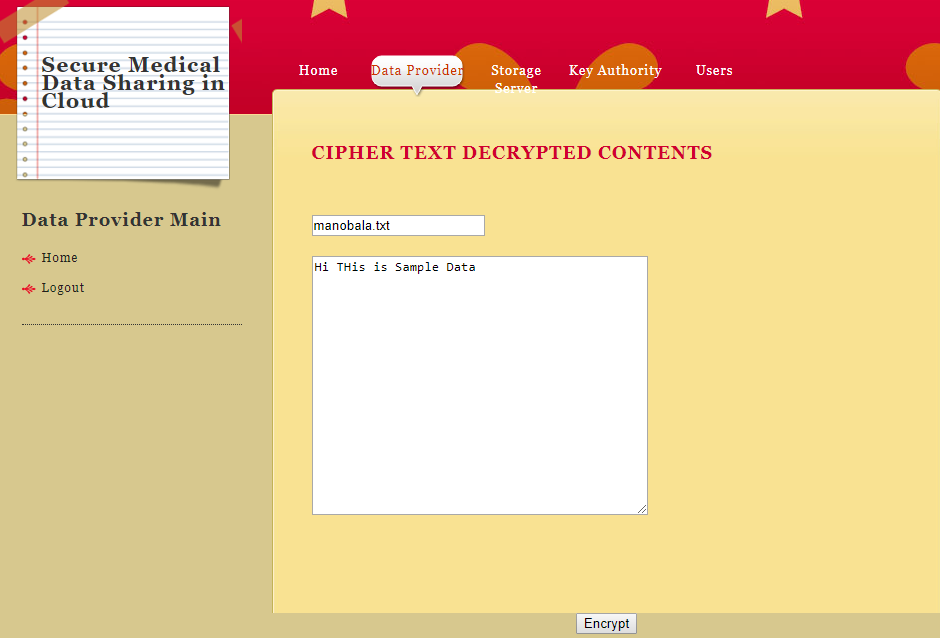 Secure Medical
Data Sharing in
Cloud
Home
Data Provider
Storage
Server
Key Authority
Users
CIPHER TEXT DECRYPTED CONTENTS
Data Provider Main
Home
Logout
manobala.txt
Hi THis is Sample Data
Encrypt